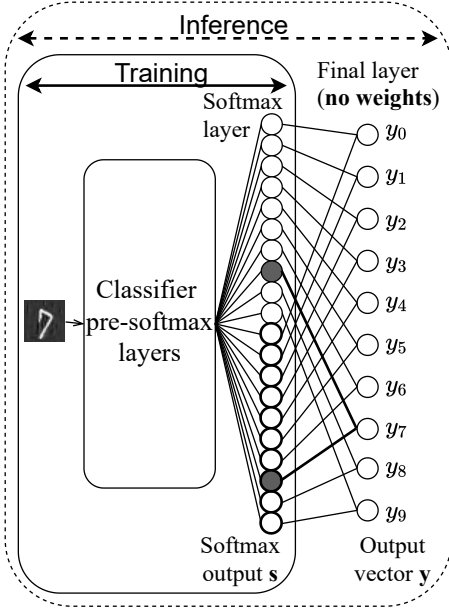 Inference
Training
Final layer
(no weights)
Softmax
layer
y0
y1
y2
y3
y4
y5
y6
y7
y8
y9
Classifier
pre-softmax
layers
7
Softmax
output s
Output
vector y